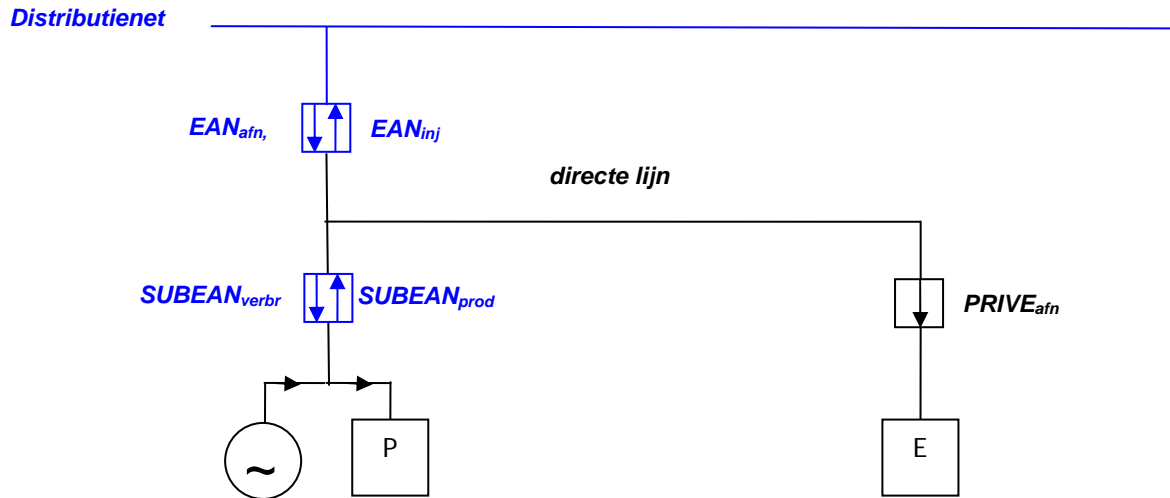 Distributienet
EANafn, EANinj
directe lijn
SUBEANverbr SUBEANprod
PRIVEafn
~ P E